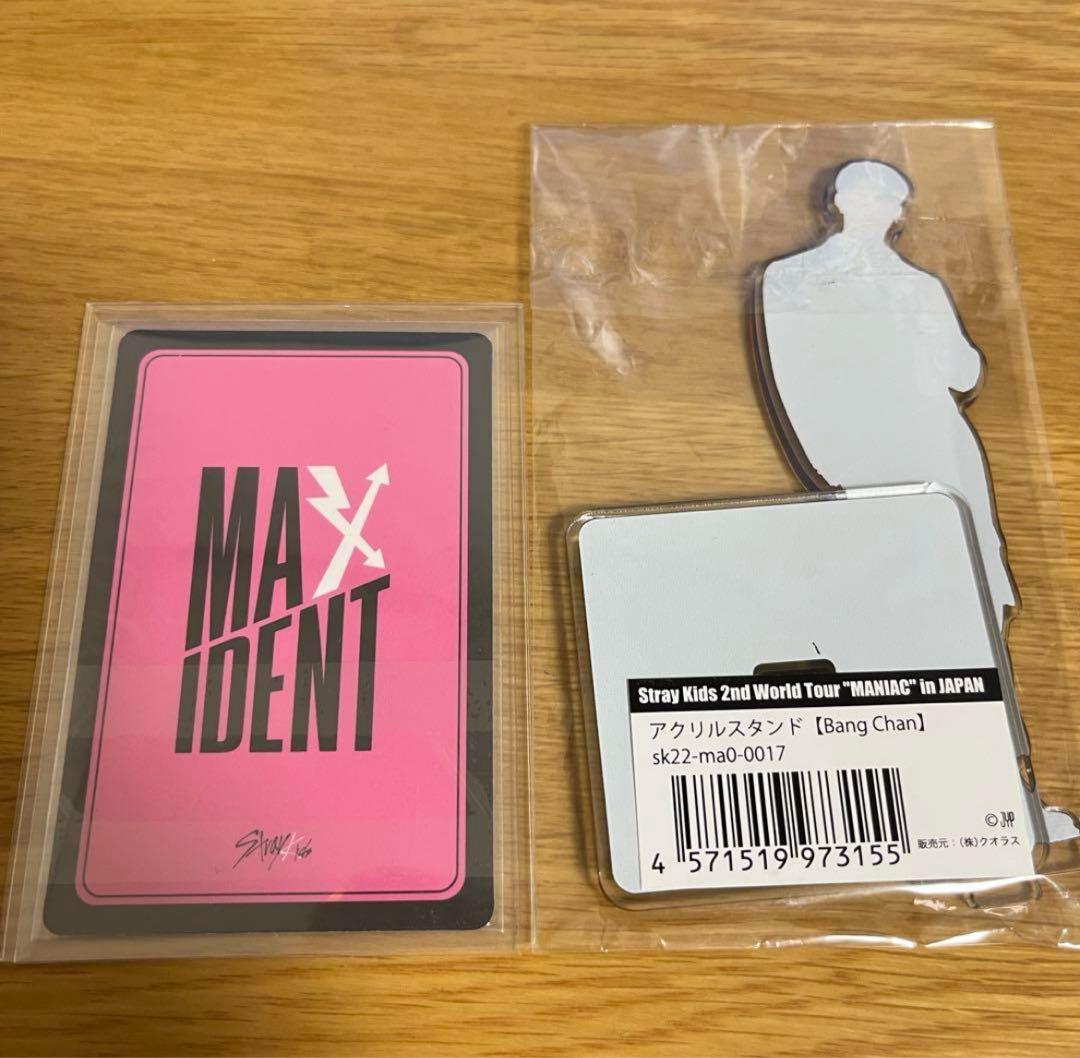 MAX
IDENT
Stray Kids
Stray Kids 2nd World Tour "MANIAC" in JAPAN
アクリルスタンド【Bang Chan】
sk22-ma0-0017
© JYP
4 571519 973155
販売元:(株)クオラス